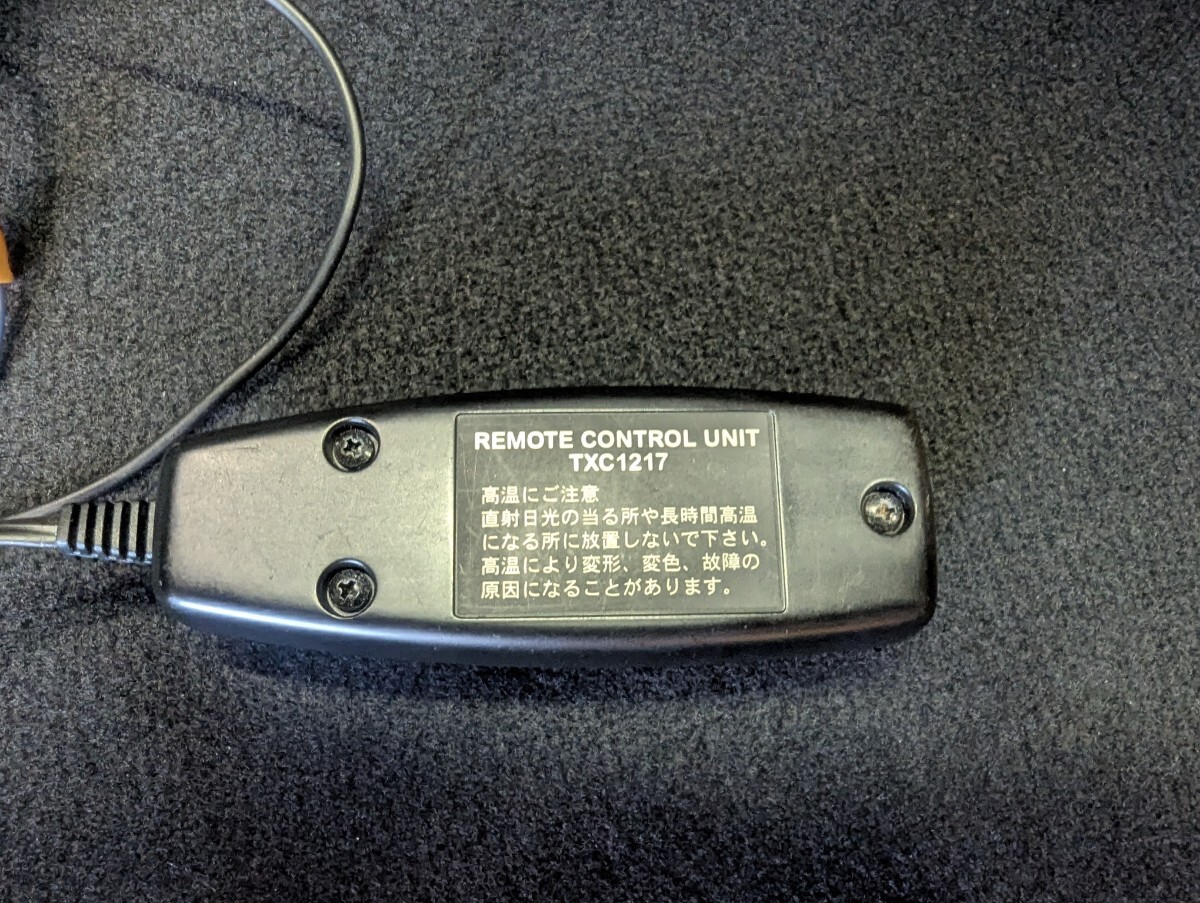 REMOTE CONTROL UNIT
TXC1217
高温にご注意
直射日光の当る所や長時間高温
になる所に放置しないで下さい。
高温により変形、変色、故障の
原因になることがあります。